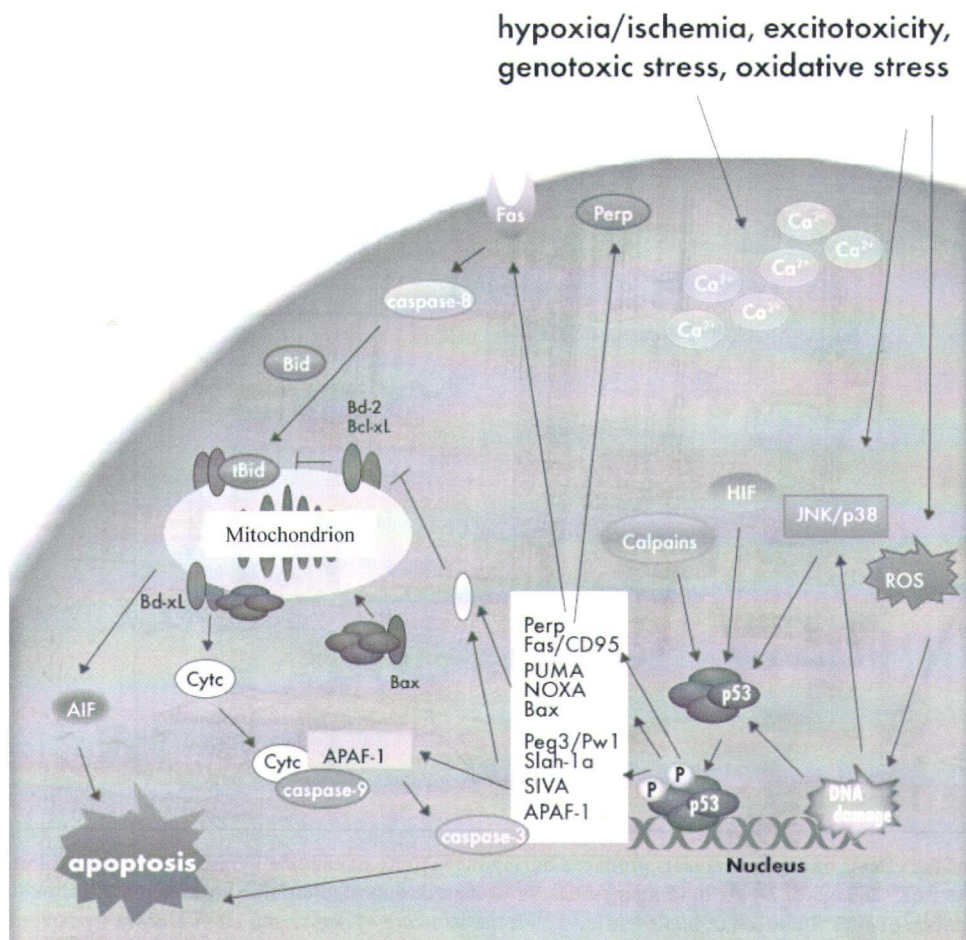 hypoxia/ischemia, excitotoxicity,
genotoxic stress, oxidative stress
Fas
Perp
Ca²⁺
Ca²⁺
Ca²⁺
Ca²⁺
Ca²⁺
Ca²⁺
caspase-8
Bid
Bd-2
Bcl-xL
tBid
HIF
JNK/p38
Mitochondrion
Calpains
ROS
Bd-xL
Perp
Fas/CD95
PUMA
NOXA
Bax
Peg3/Pw1
Slah-1a
SIVA
APAF-1
Bax
Cytc
p53
AIF
Cytc
APAF-1
caspase-9
P
P
p53
DNA
damage
caspase-3
apoptosis
Nucleus